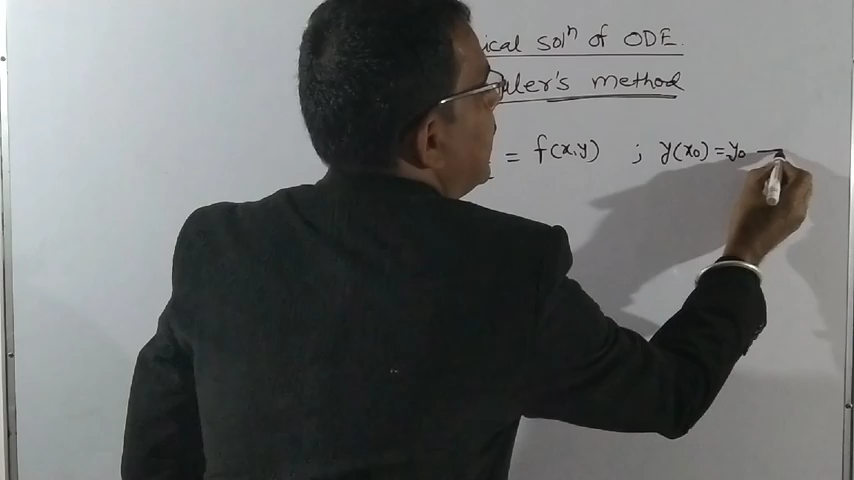 ical solⁿ of ODE.
uler's method
= f(x,y) ; y(x₀) = y₀ —